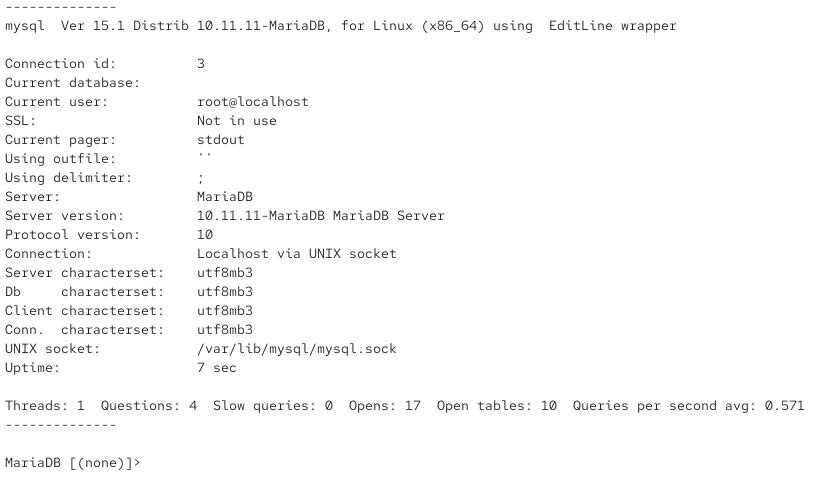 --------------
mysql  Ver 15.1 Distrib 10.11.11-MariaDB, for Linux (x86_64) using  EditLine wrapper

Connection id:          3
Current database:
Current user:           root@localhost
SSL:                    Not in use
Current pager:          stdout
Using outfile:          ''
Using delimiter:        ;
Server:                 MariaDB
Server version:         10.11.11-MariaDB MariaDB Server
Protocol version:       10
Connection:             Localhost via UNIX socket
Server characterset:    utf8mb3
Db     characterset:    utf8mb3
Client characterset:    utf8mb3
Conn.  characterset:    utf8mb3
UNIX socket:            /var/lib/mysql/mysql.sock
Uptime:                 7 sec

Threads: 1  Questions: 4  Slow queries: 0  Opens: 17  Open tables: 10  Queries per second avg: 0.571
--------------

MariaDB [(none)]>